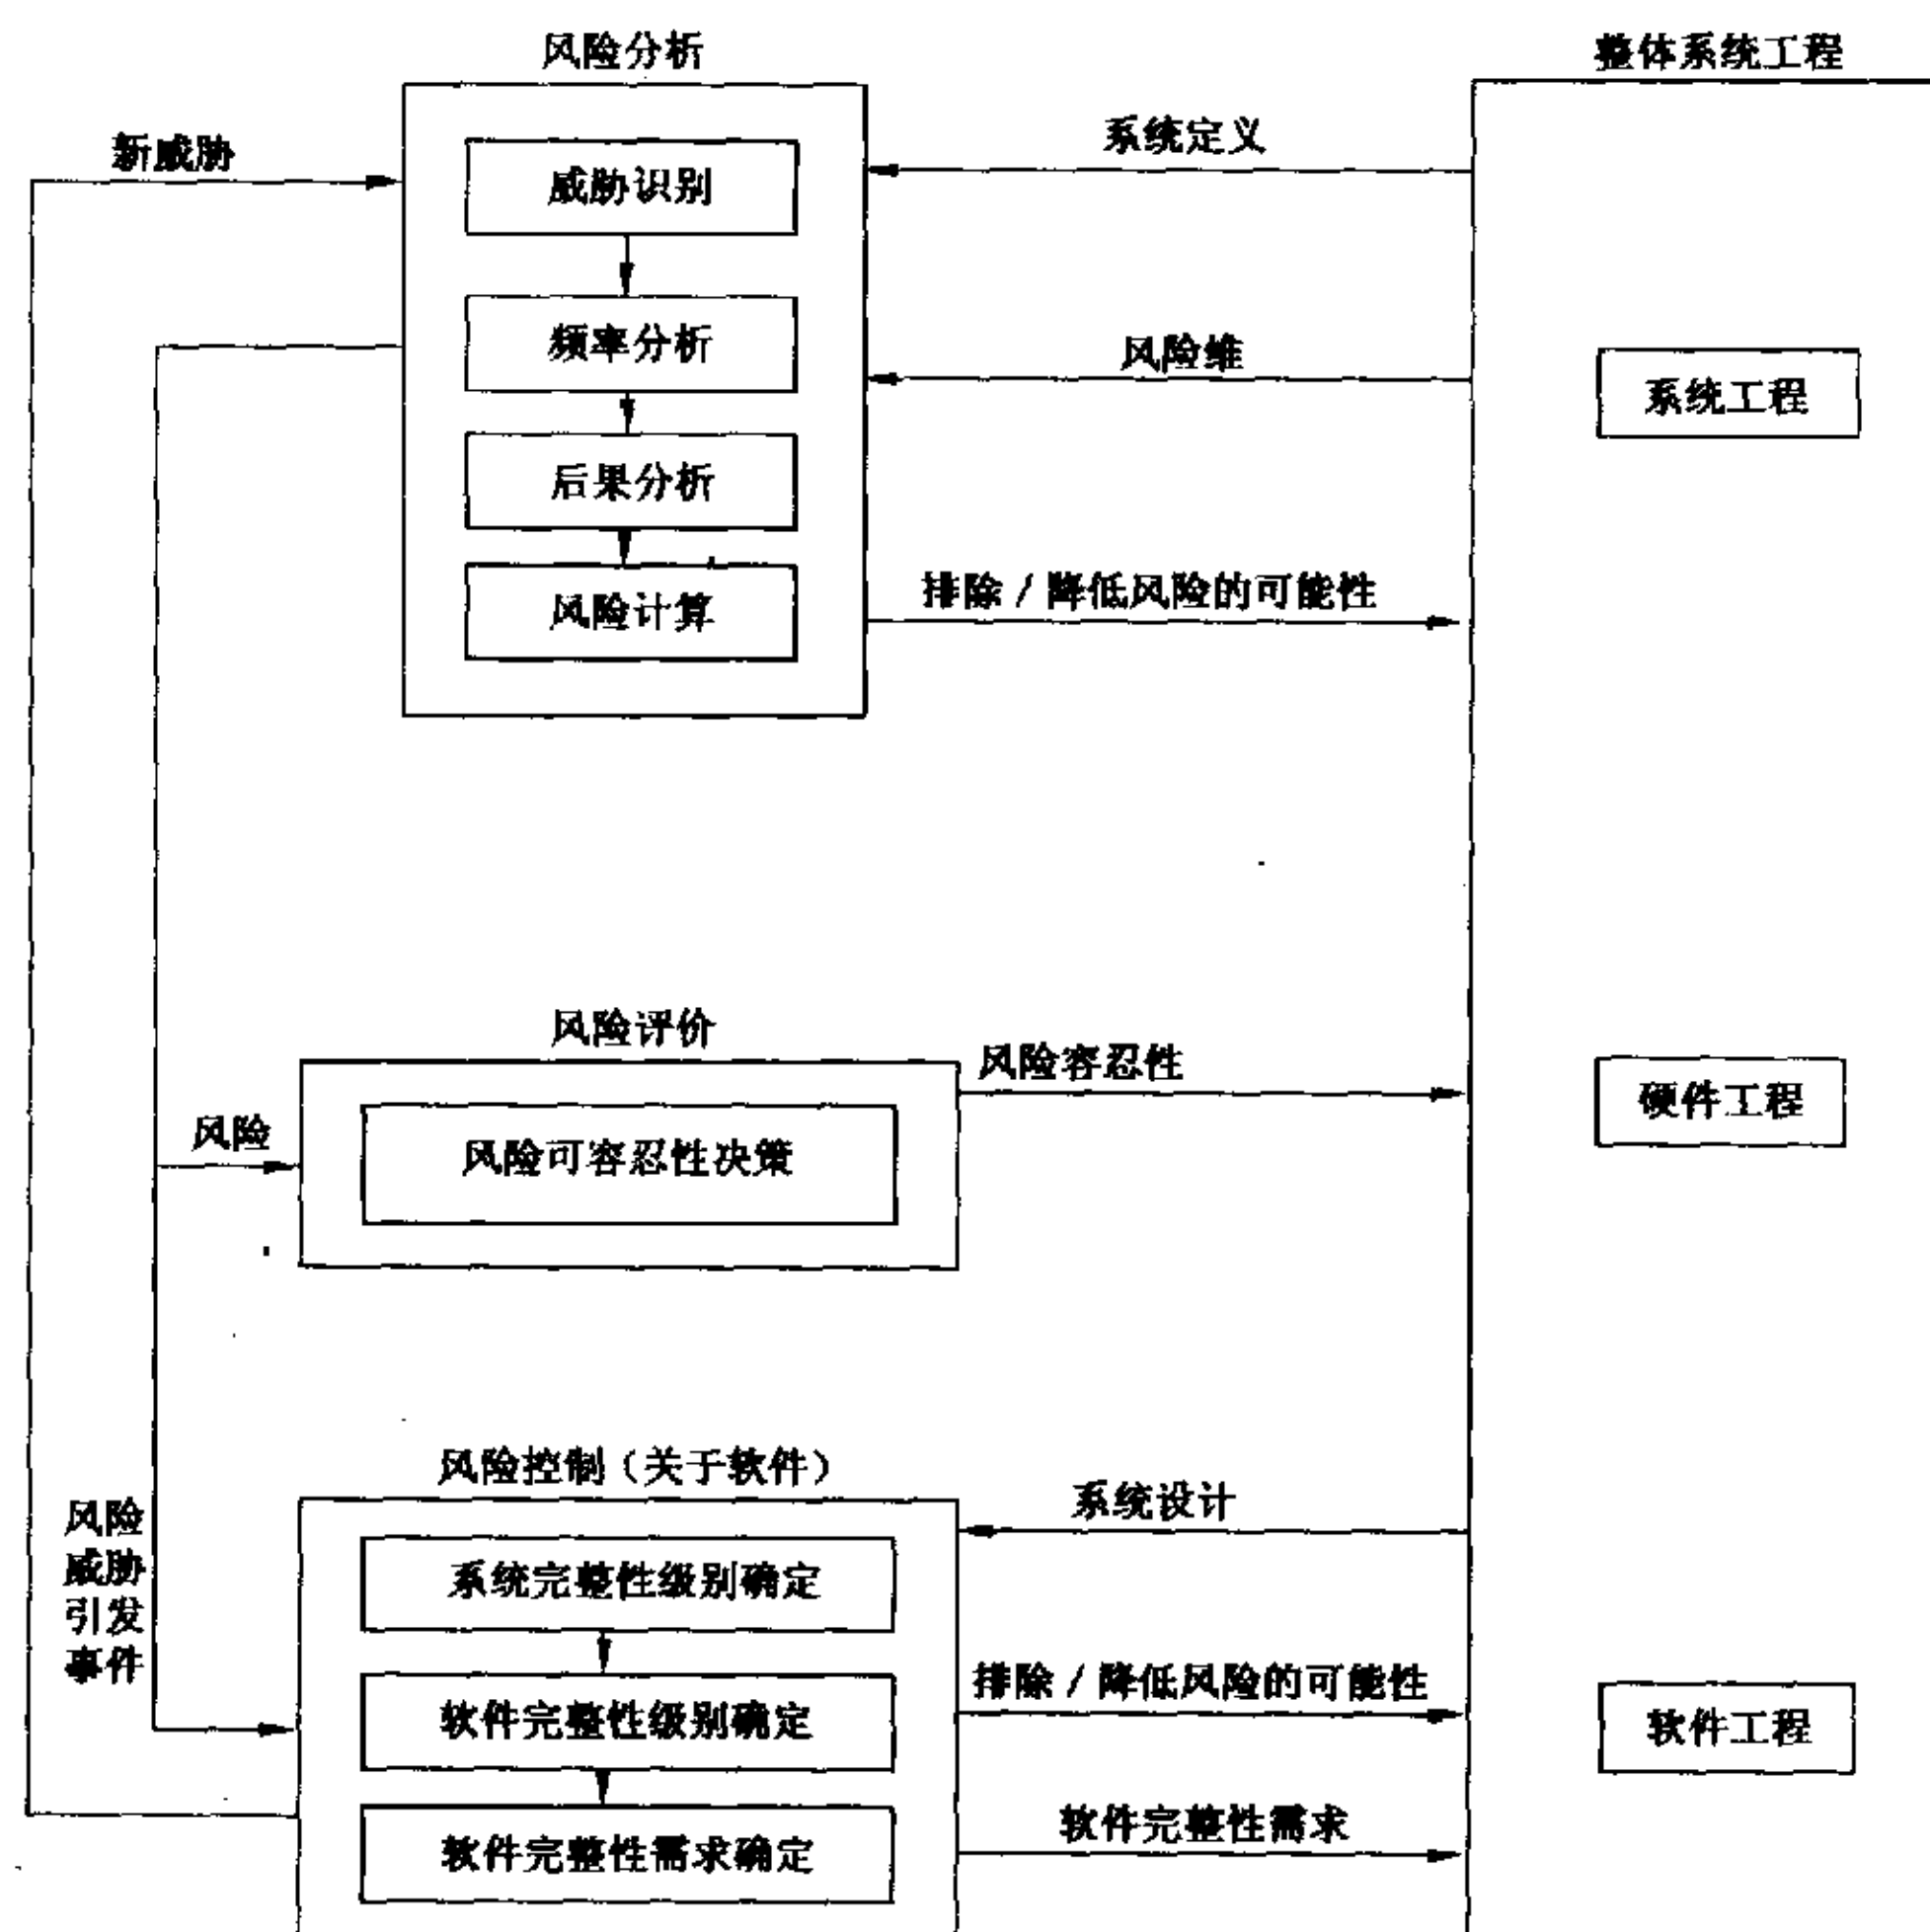 风险分析
整体系统工程
新威胁
系统定义
威胁识别
频率分析
风险维
系统工程
后果分析
排除/降低风险的可能性
风险计算
风险评价
风险容忍性
硬件工程
风险
风险可容忍性决策
风险控制(关于软件)
系统设计
风险
威胁
引发
事件
系统完整性级别确定
排除/降低风险的可能性
软件完整性级别确定
软件工程
软件完整性需求
软件完整性需求确定